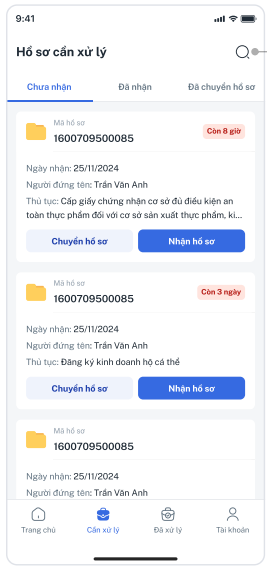 9:41
Hồ sơ cần xử lý
Chưa nhận
Đã nhận
Đã chuyển hồ sơ
Mã hồ sơ
1600709500085
Còn 8 giờ
Ngày nhận: 25/11/2024
Người đứng tên: Trần Vân Anh
Thủ tục: Cấp giấy chứng nhận cơ sở đủ điều kiện an
toàn thực phẩm đối với cơ sở sản xuất thực phẩm, ki...
Chuyển hồ sơ
Nhận hồ sơ
Mã hồ sơ
1600709500085
Còn 3 ngày
Ngày nhận: 25/11/2024
Người đứng tên: Trần Vân Anh
Thủ tục: Đăng ký kinh doanh hộ cá thể
Chuyển hồ sơ
Nhận hồ sơ
Mã hồ sơ
1600709500085
Ngày nhận: 25/11/2024
Người đứng tên: Trần Vân Anh
Trang chủ
Cần xử lý
Đã xử lý
Tài khoản